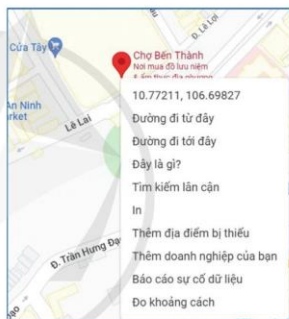 Đ. Lê Lợi
Cửa Tây
Chợ Bến Thành
Nơi mua đồ lưu niệm
& ẩm thực địa phương
An Ninh
rket
Lê Lai
Đ. Trần Hưng Đạo
10.77211, 106.69827
Đường đi từ đây
Đường đi tới đây
Đây là gì?
Tìm kiếm lân cận
In
Thêm địa điểm bị thiếu
Thêm doanh nghiệp của bạn
Báo cáo sự cố dữ liệu
Đo khoảng cách